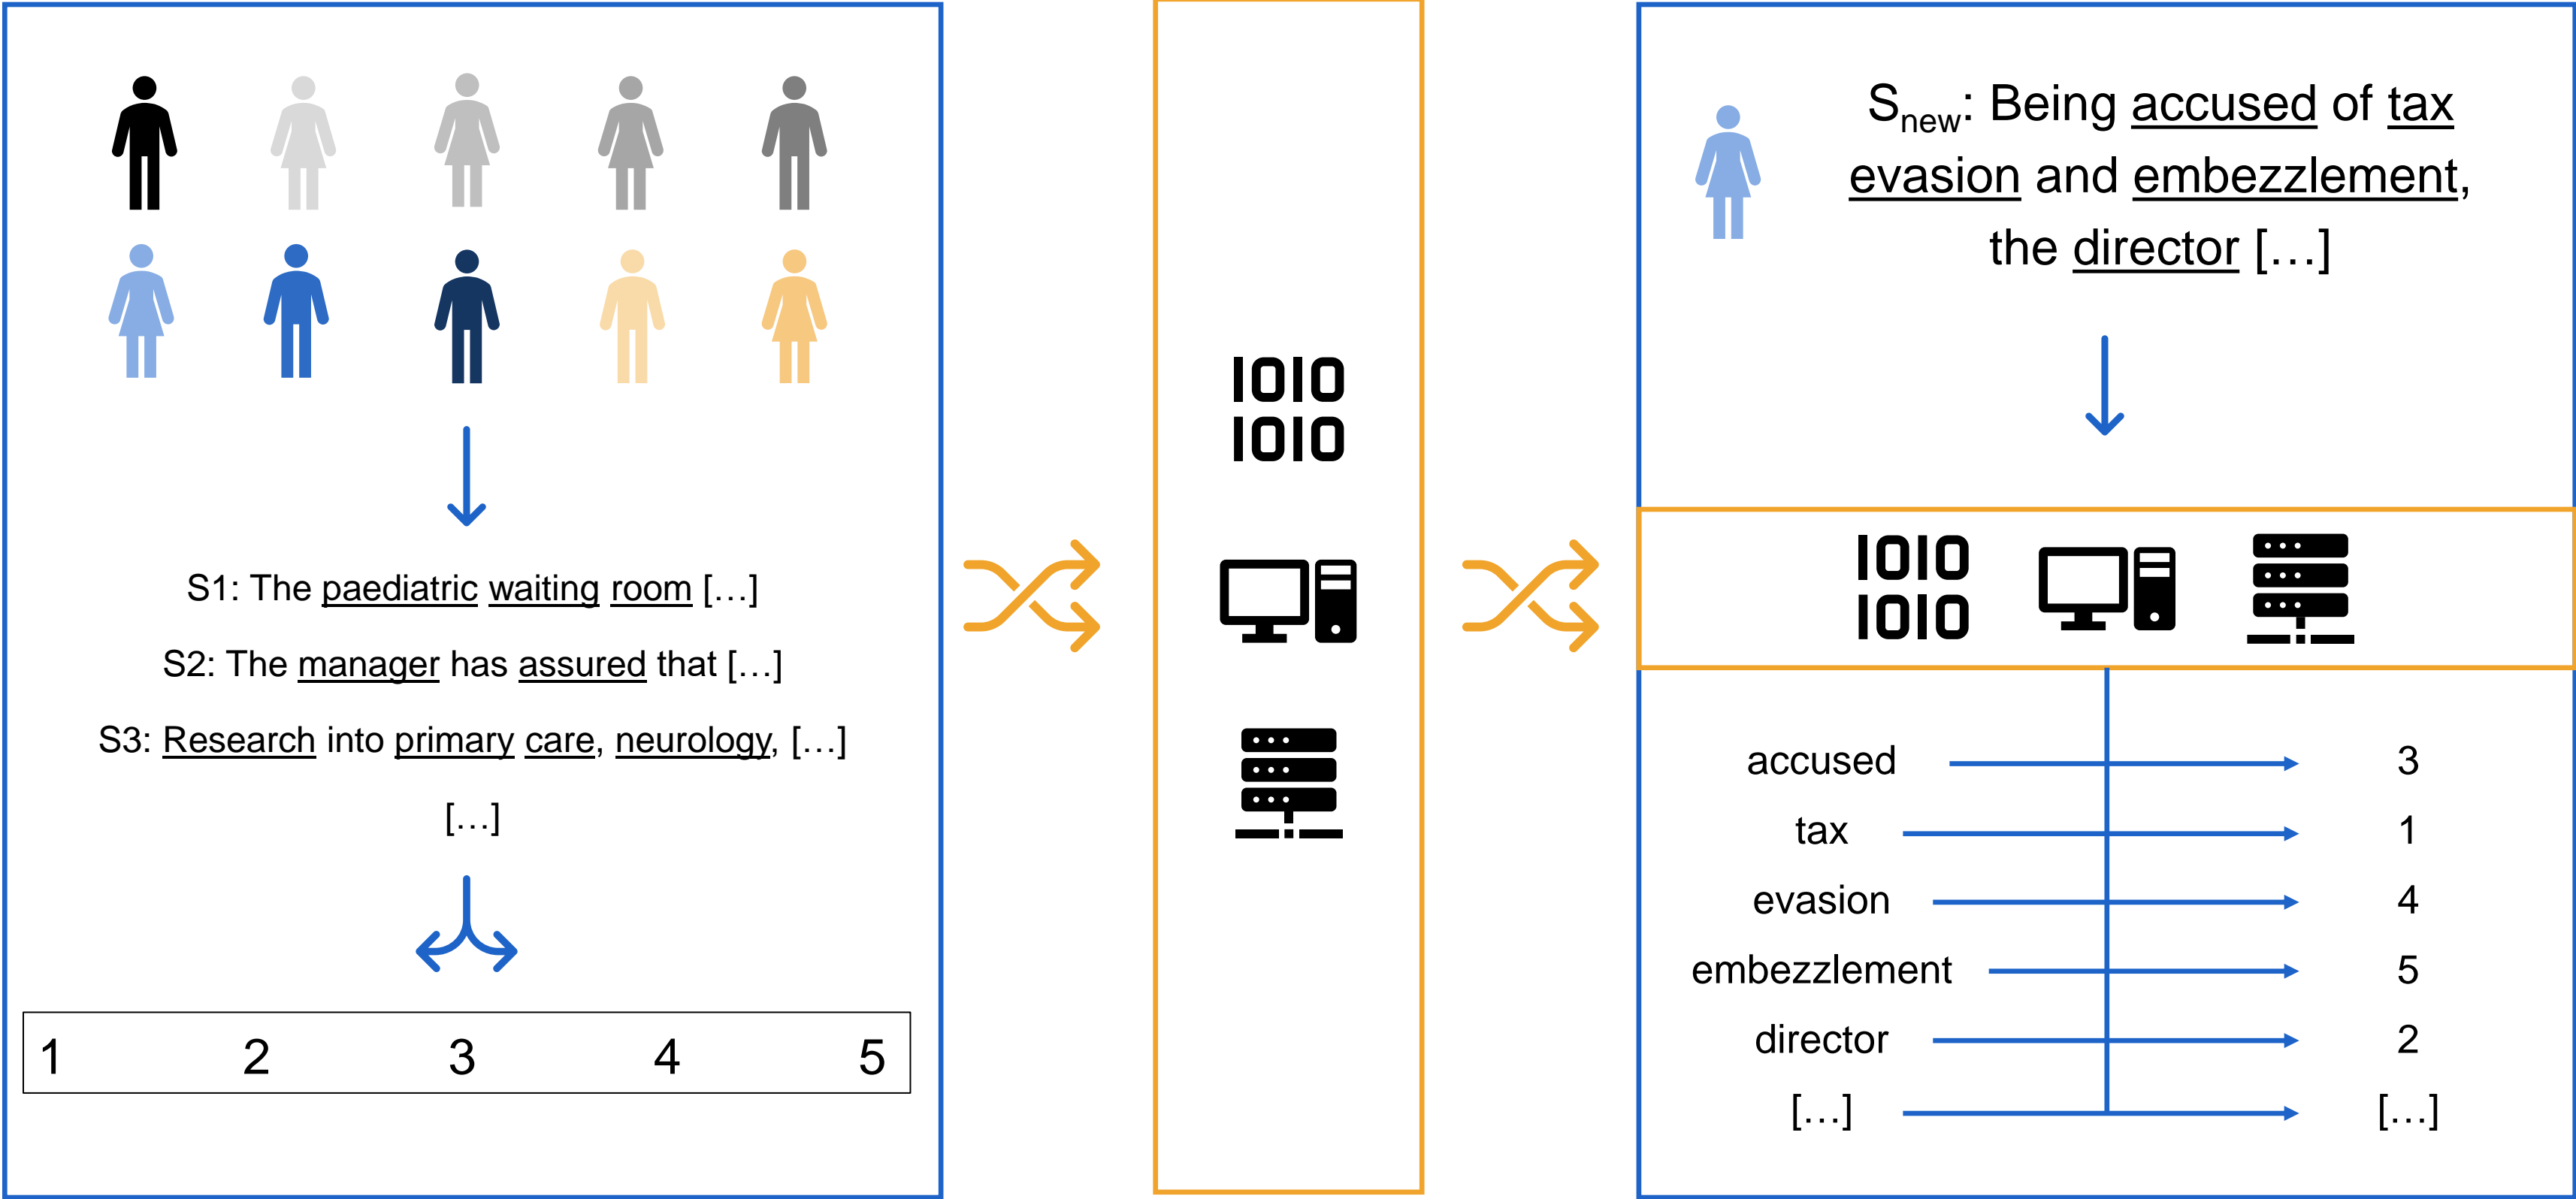 S1: The paediatric waiting room […]
S2: The manager has assured that […]
S3: Research into primary care, neurology, […]
[…]
1 2 3 4 5
1010
1010
Snew: Being accused of tax
evasion and embezzlement,
the director […]
1010
1010
accused 3
tax 1
evasion 4
embezzlement 5
director 2
[…] […]